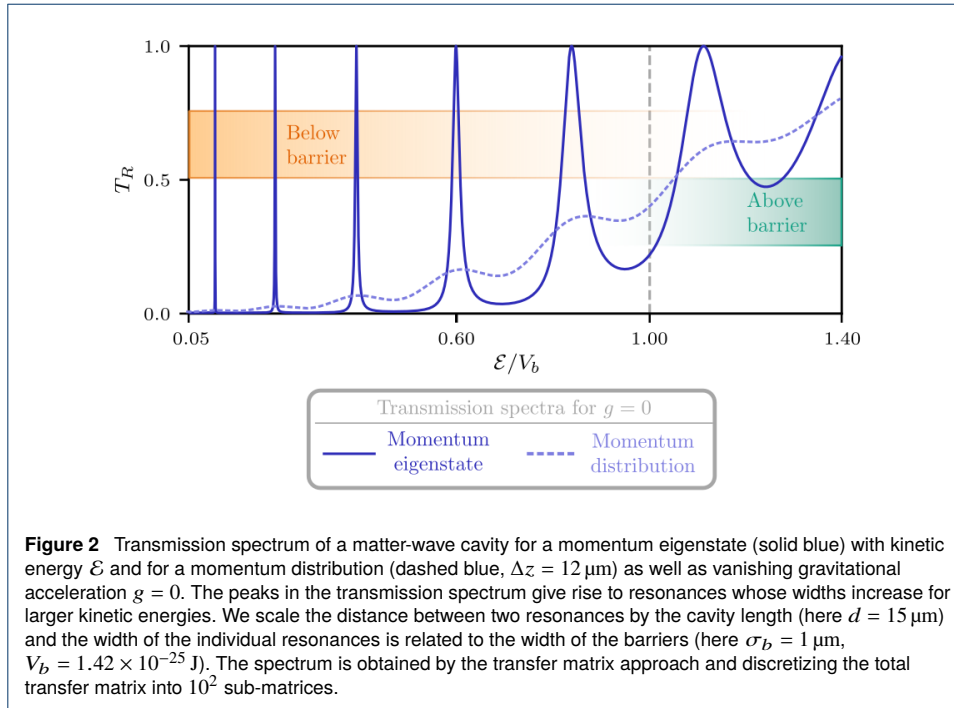 1.0
0.5
0.0
T_R
Below
barrier
Above
barrier
0.05
0.60
1.00
1.40
ℰ/V_b
Transmission spectra for g = 0
Momentum
eigenstate
Momentum
distribution
Figure 2 Transmission spectrum of a matter-wave cavity for a momentum eigenstate (solid blue) with kinetic
energy ℰ and for a momentum distribution (dashed blue, Δz = 12 μm) as well as vanishing gravitational
acceleration g = 0. The peaks in the transmission spectrum give rise to resonances whose widths increase for
larger kinetic energies. We scale the distance between two resonances by the cavity length (here d = 15 μm)
and the width of the individual resonances is related to the width of the barriers (here σ_b = 1 μm,
V_b = 1.42 × 10⁻²⁵ J). The spectrum is obtained by the transfer matrix approach and discretizing the total
transfer matrix into 10² sub-matrices.